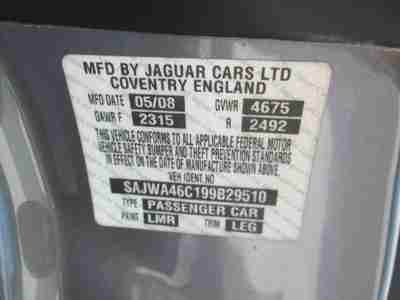 MFD BY JAGUAR CARS LTD
COVENTRY ENGLAND
MFD DATE 05/08 GVWR 4675
GAWR F 2315 R 2492
THIS VEHICLE CONFORMS TO ALL APPLICABLE FEDERAL MOTOR
VEHICLE SAFETY BUMPER AND THEFT PREVENTION STANDARDS
IN EFFECT ON THE DATE OF MANUFACTURE SHOWN ABOVE.
VEH IDENT.NO
SAJWA46C199B29510
TYPE PASSENGER CAR
PAINT LMR TRIM LEG